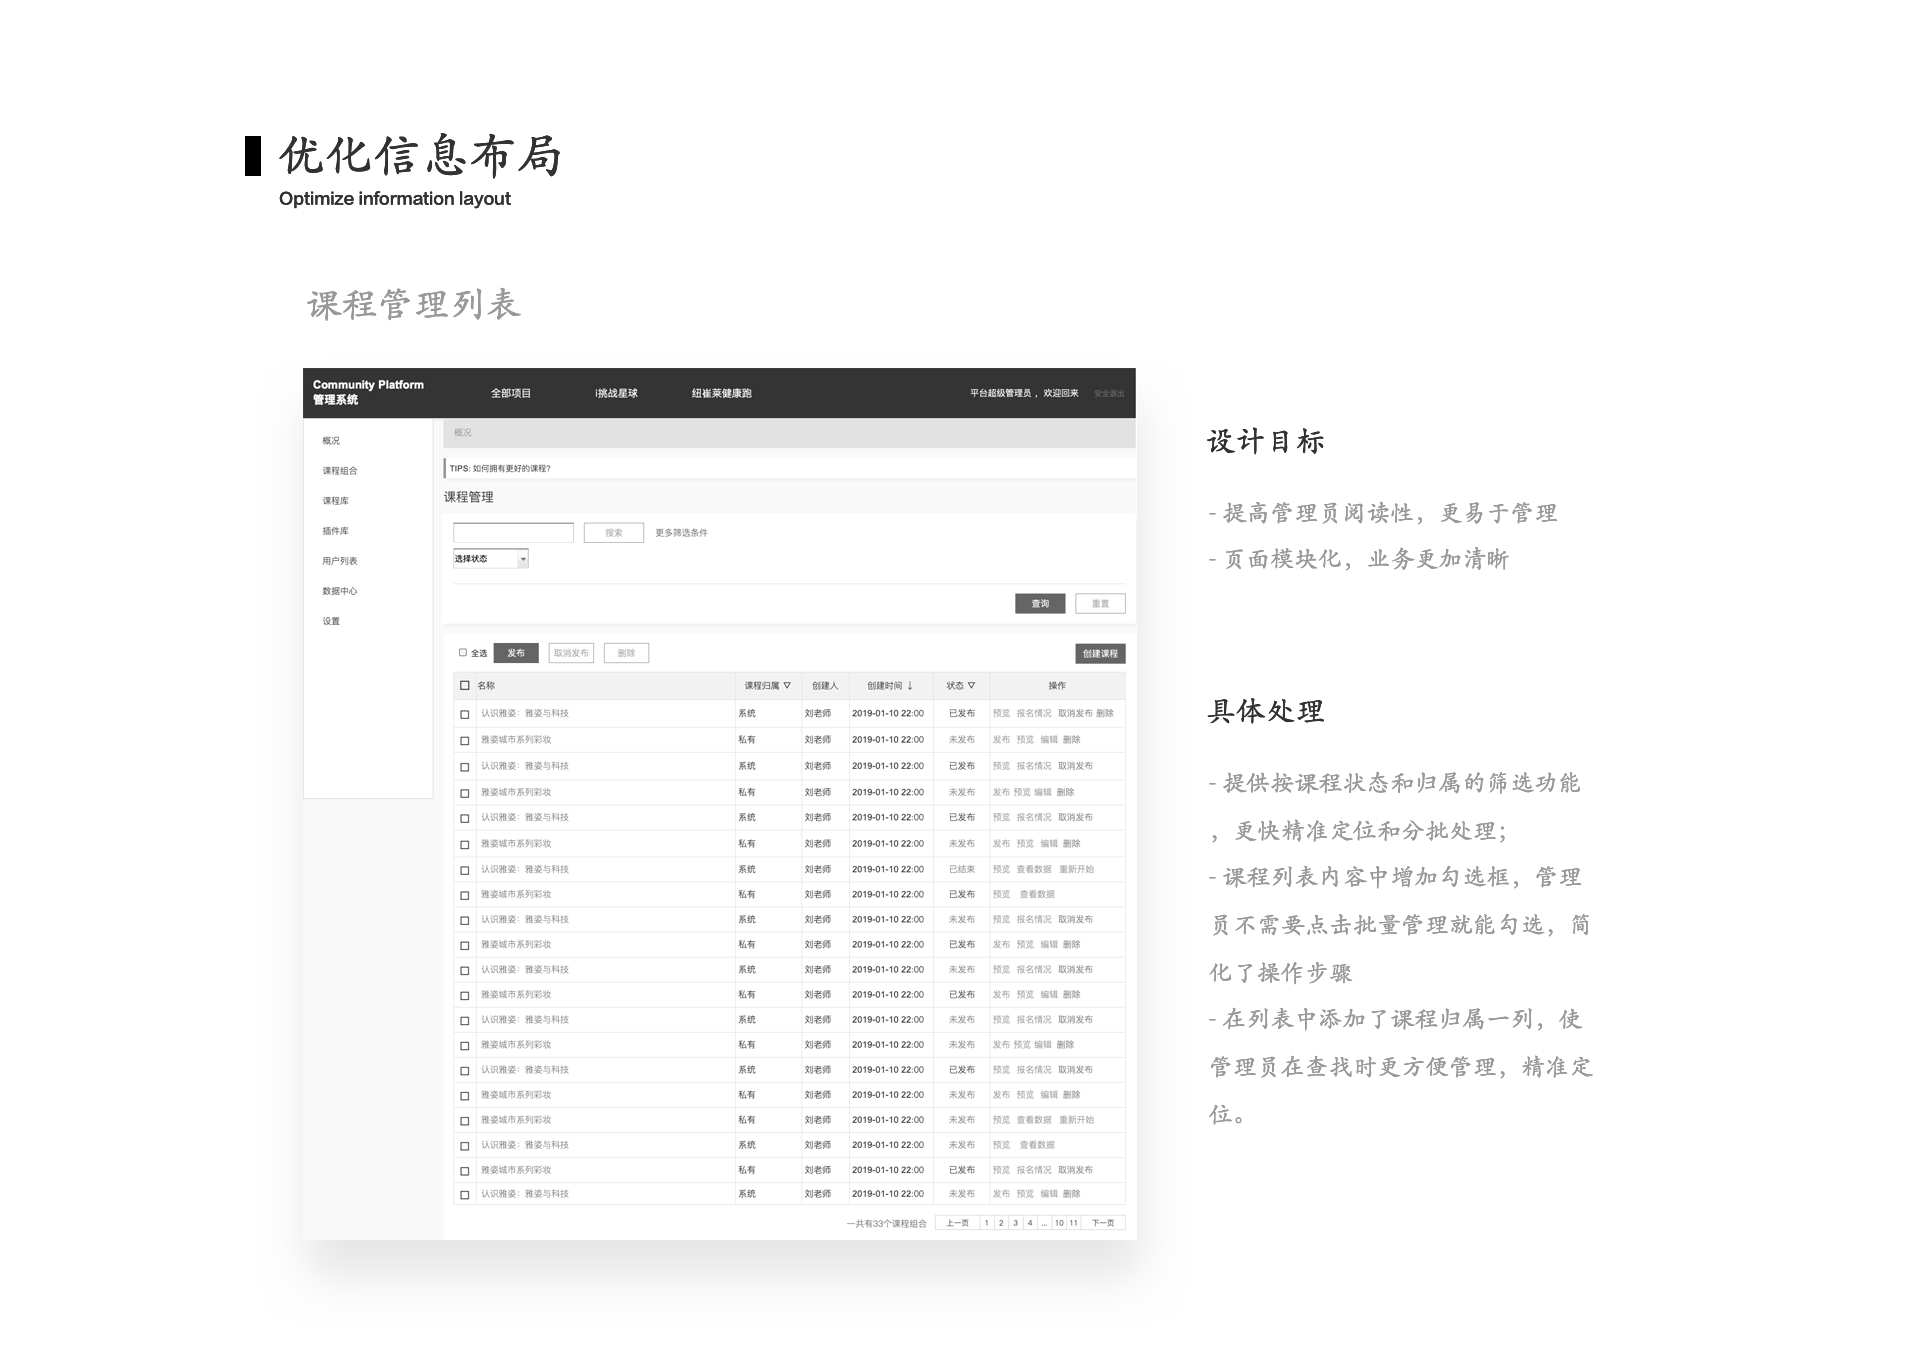 优化信息布局
Optimize information layout
课程管理列表
Community Platform
管理系统
全部项目 i挑战星球 纽崔莱健康跑 平台超级管理员 ，欢迎回来 安全退出
概况
课程组合
课程库
插件库
用户列表
数据中心
设置
概况
TIPS: 如何拥有更好的课程?
课程管理
搜索 更多筛选条件
选择状态
查询 重置
全选 发布 取消发布 删除 创建课程
名称 课程归属 ▽ 创建人 创建时间 ↓ 状态 ▽ 操作
认识雅姿：雅姿与科技 系统 刘老师 2019-01-10 22:00 已发布 预览 报名情况 取消发布 删除
雅姿城市系列彩妆 私有 刘老师 2019-01-10 22:00 未发布 发布 预览 编辑 删除
认识雅姿：雅姿与科技 系统 刘老师 2019-01-10 22:00 已发布 预览 报名情况 取消发布
雅姿城市系列彩妆 私有 刘老师 2019-01-10 22:00 未发布 发布 预览 编辑 删除
认识雅姿：雅姿与科技 系统 刘老师 2019-01-10 22:00 已发布 预览 报名情况 取消发布
雅姿城市系列彩妆 私有 刘老师 2019-01-10 22:00 未发布 发布 预览 编辑 删除
认识雅姿：雅姿与科技 系统 刘老师 2019-01-10 22:00 已结束 预览 查看数据 重新开始
雅姿城市系列彩妆 私有 刘老师 2019-01-10 22:00 已发布 预览 查看数据
认识雅姿：雅姿与科技 系统 刘老师 2019-01-10 22:00 未发布 预览 报名情况 取消发布
雅姿城市系列彩妆 私有 刘老师 2019-01-10 22:00 已发布 发布 预览 编辑 删除
认识雅姿：雅姿与科技 系统 刘老师 2019-01-10 22:00 未发布 预览 报名情况 取消发布
雅姿城市系列彩妆 私有 刘老师 2019-01-10 22:00 已发布 发布 预览 编辑 删除
认识雅姿：雅姿与科技 系统 刘老师 2019-01-10 22:00 未发布 预览 报名情况 取消发布
雅姿城市系列彩妆 私有 刘老师 2019-01-10 22:00 未发布 发布 预览 编辑 删除
认识雅姿：雅姿与科技 系统 刘老师 2019-01-10 22:00 已发布 预览 报名情况 取消发布
雅姿城市系列彩妆 私有 刘老师 2019-01-10 22:00 未发布 发布 预览 编辑 删除
雅姿城市系列彩妆 私有 刘老师 2019-01-10 22:00 未发布 预览 查看数据 重新开始
认识雅姿：雅姿与科技 系统 刘老师 2019-01-10 22:00 未发布 预览 查看数据
雅姿城市系列彩妆 私有 刘老师 2019-01-10 22:00 已发布 预览 报名情况 取消发布
认识雅姿：雅姿与科技 系统 刘老师 2019-01-10 22:00 未发布 发布 预览 编辑 删除
一共有33个课程组合 上一页 1 2 3 4 ... 10 11 下一页
设计目标
- 提高管理员阅读性，更易于管理
- 页面模块化，业务更加清晰
具体处理
- 提供按课程状态和归属的筛选功能
，更快精准定位和分批处理；
- 课程列表内容中增加勾选框，管理
员不需要点击批量管理就能勾选，简
化了操作步骤
- 在列表中添加了课程归属一列，使
管理员在查找时更方便管理，精准定
位。